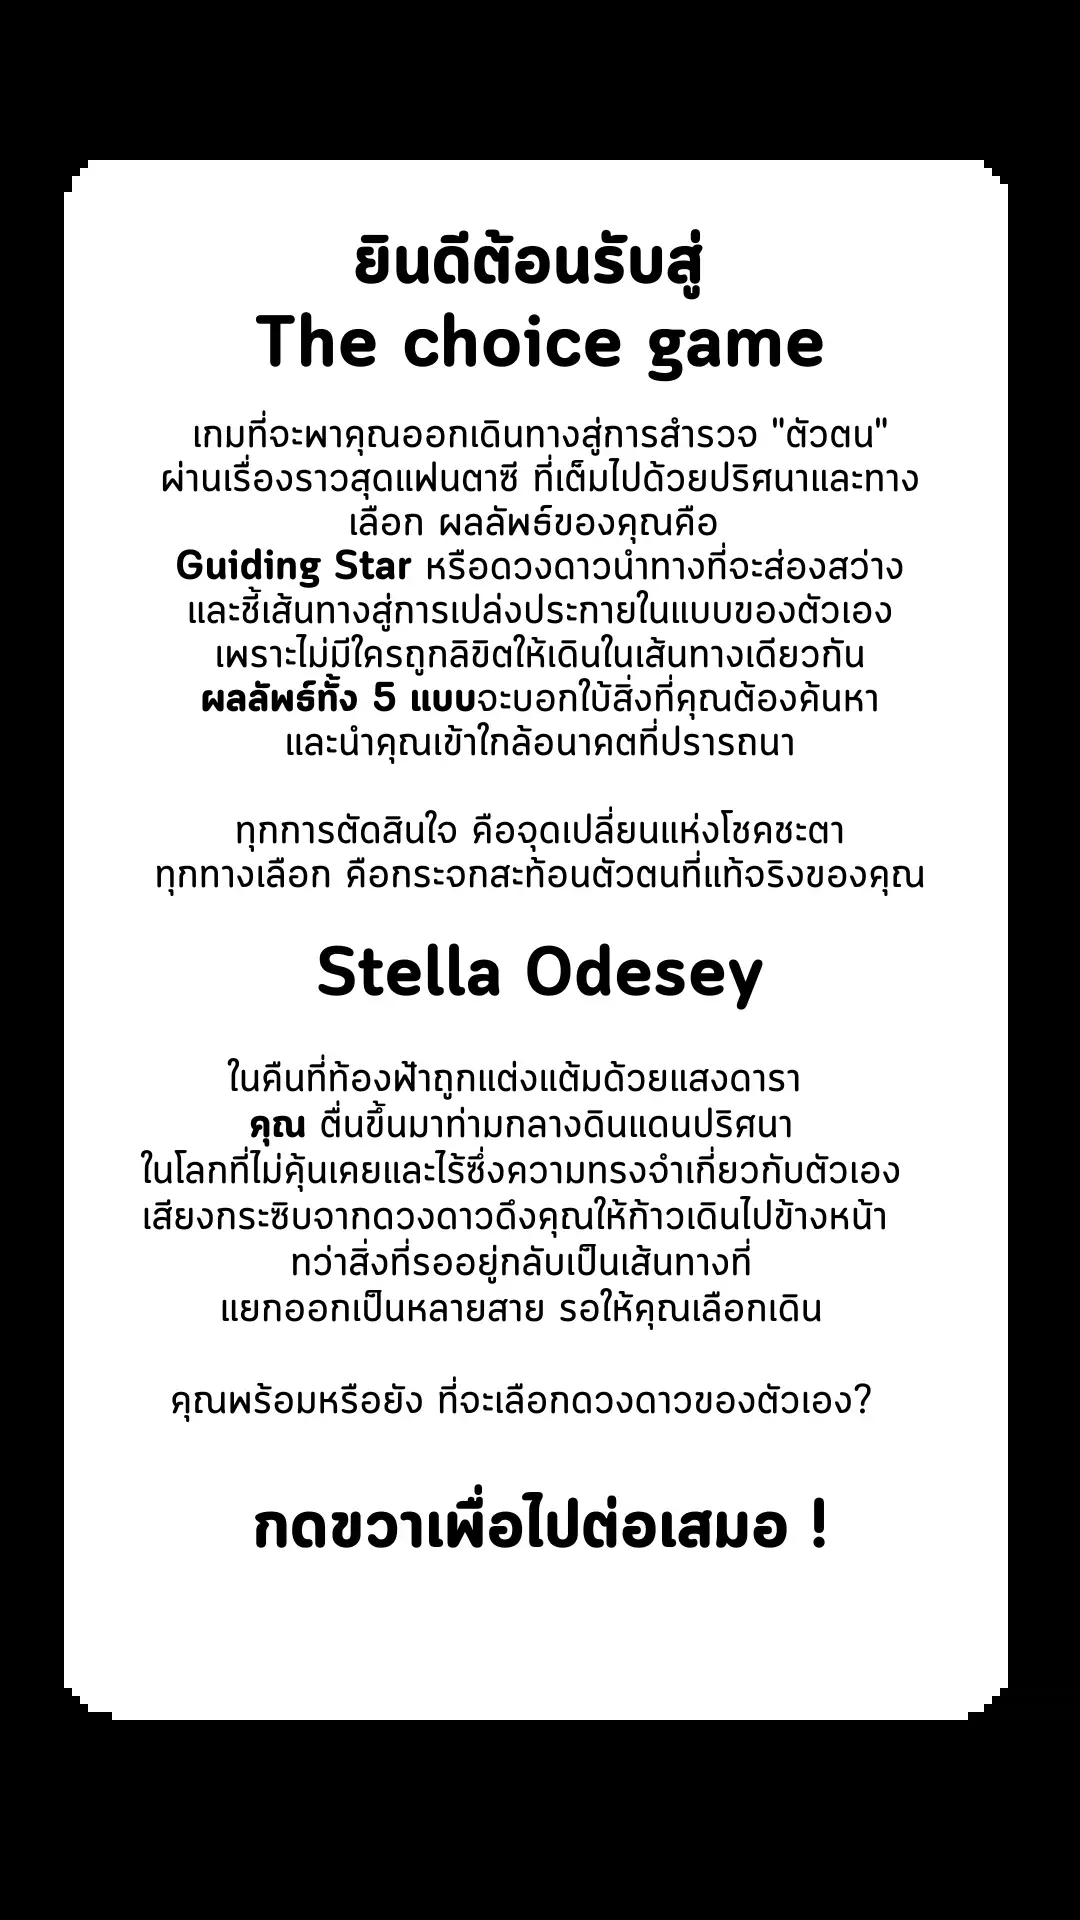 ยินดีต้อนรับสู่
The choice game
เกมที่จะพาคุณออกเดินทางสู่การสำรวจ "ตัวตน"
ผ่านเรื่องราวสุดแฟนตาซี ที่เต็มไปด้วยปริศนาและทาง
เลือก ผลลัพธ์ของคุณคือ
Guiding Star หรือดวงดาวนำทางที่จะส่องสว่าง
และชี้เส้นทางสู่การเปล่งประกายในแบบของตัวเอง
เพราะไม่มีใครถูกลิขิตให้เดินในเส้นทางเดียวกัน
ผลลัพธ์ทั้ง 5 แบบจะบอกใบ้สิ่งที่คุณต้องค้นหา
และนำคุณเข้าใกล้อนาคตที่ปรารถนา
ทุกการตัดสินใจ คือจุดเปลี่ยนแห่งโชคชะตา
ทุกทางเลือก คือกระจกสะท้อนตัวตนที่แท้จริงของคุณ
Stella Odesey
ในคืนที่ท้องฟ้าถูกแต่งแต้มด้วยแสงดารา
คุณ ตื่นขึ้นมาท่ามกลางดินแดนปริศนา
ในโลกที่ไม่คุ้นเคยและไร้ซึ่งความทรงจำเกี่ยวกับตัวเอง
เสียงกระซิบจากดวงดาวดึงคุณให้ก้าวเดินไปข้างหน้า
ทว่าสิ่งที่รออยู่กลับเป็นเส้นทางที่
แยกออกเป็นหลายสาย รอให้คุณเลือกเดิน
คุณพร้อมหรือยัง ที่จะเลือกดวงดาวของตัวเอง?
กดขวาเพื่อไปต่อเสมอ !